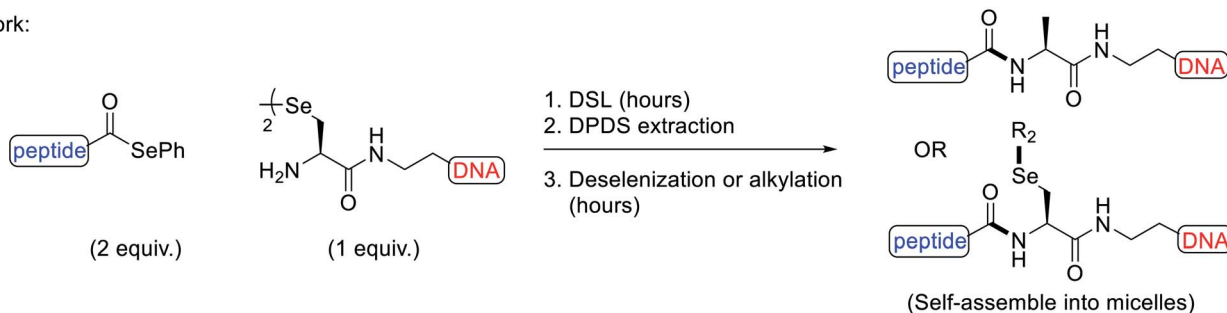 ork:
O
peptide
SePh
(2 equiv.)
2
Se
H2N
O
H
N
DNA
(1 equiv.)
1. DSL (hours)
2. DPDS extraction
3. Deselenization or alkylation
(hours)
O
peptide
N
H
O
H
N
DNA
OR
R2
Se
O
peptide
N
H
O
H
N
DNA
(Self-assemble into micelles)